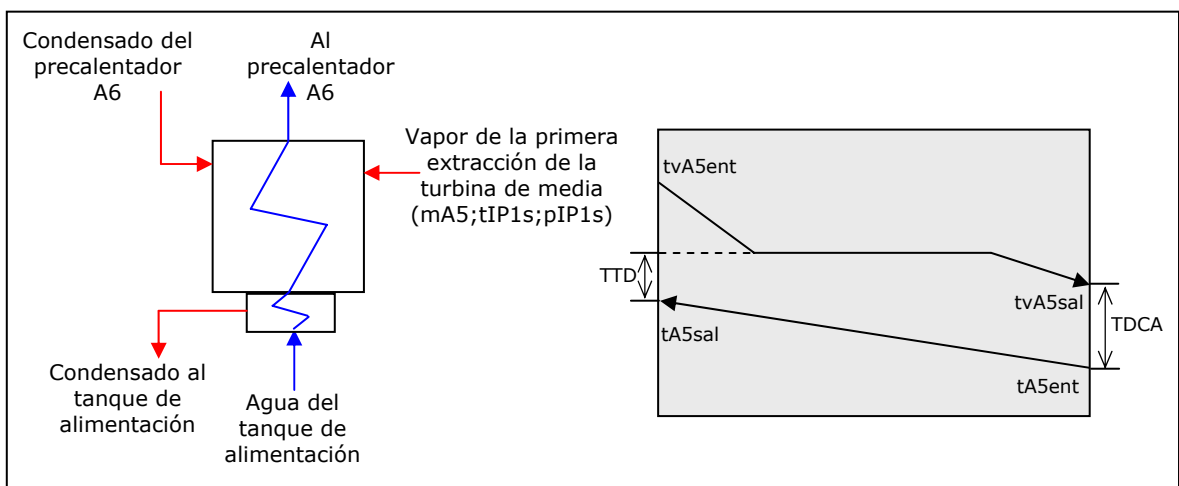 Condensado del
precalentador
A6
Al
precalentador
A6
Vapor de la primera
extracción de la
turbina de media
(mA5;tIP1s;pIP1s)
Condensado al
tanque de
alimentación
Agua del
tanque de
alimentación
tvA5ent
TTD
tA5sal
tvA5sal
TDCA
tA5ent